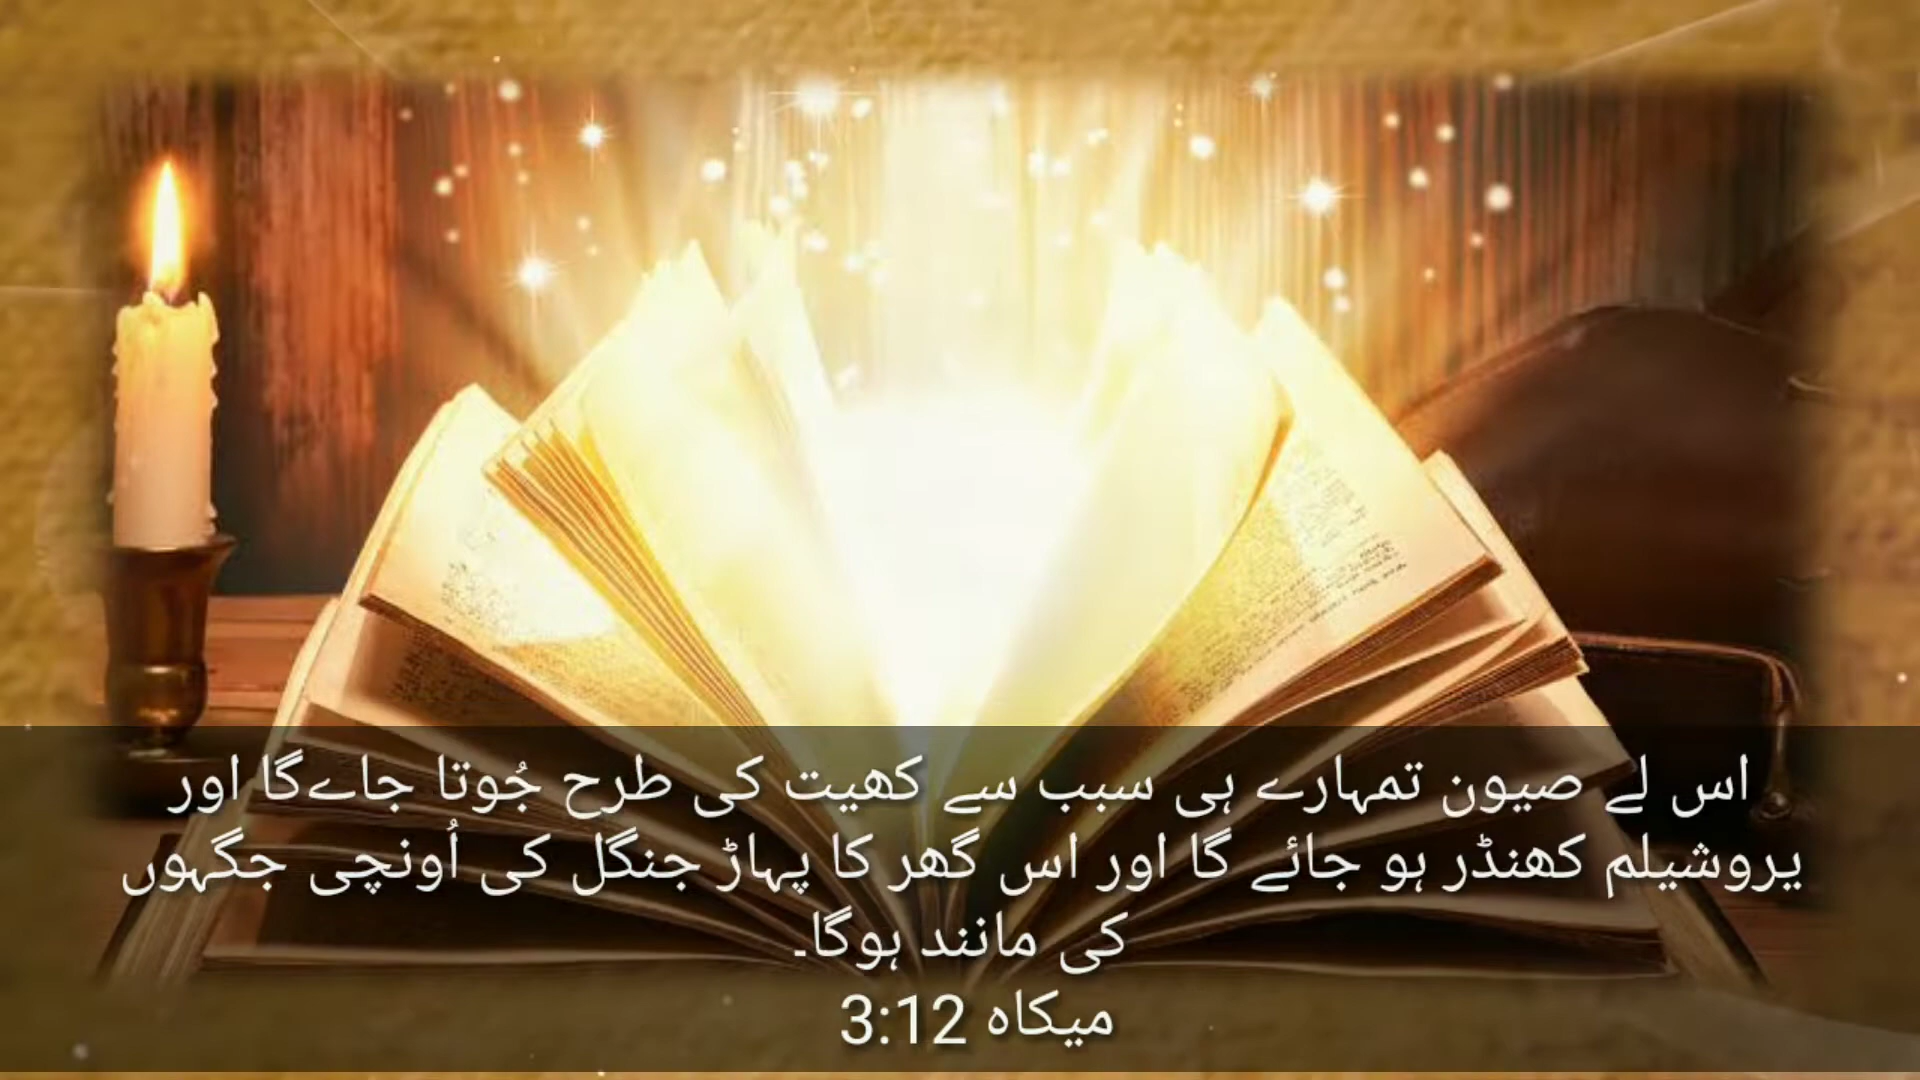 اس لے صیون تمہارے ہی سبب سے کھیت کی طرح جُوتا جاےگا اور
یروشیلم کھنڈر ہو جائے گا اور اس گھر کا پہاڑ جنگل کی اُونچی جگہوں
کی مانند ہوگا۔
میکاہ 3:12